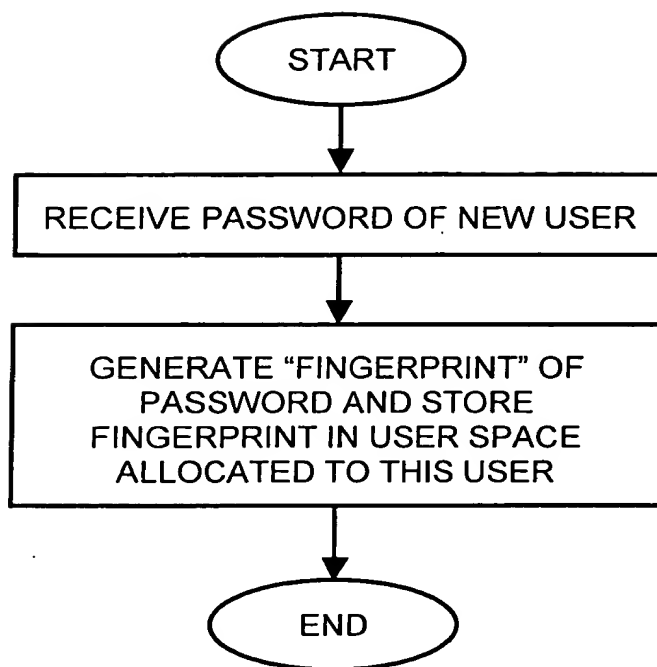 START
RECEIVE PASSWORD OF NEW USER
GENERATE “FINGERPRINT” OF
PASSWORD AND STORE
FINGERPRINT IN USER SPACE
ALLOCATED TO THIS USER
END